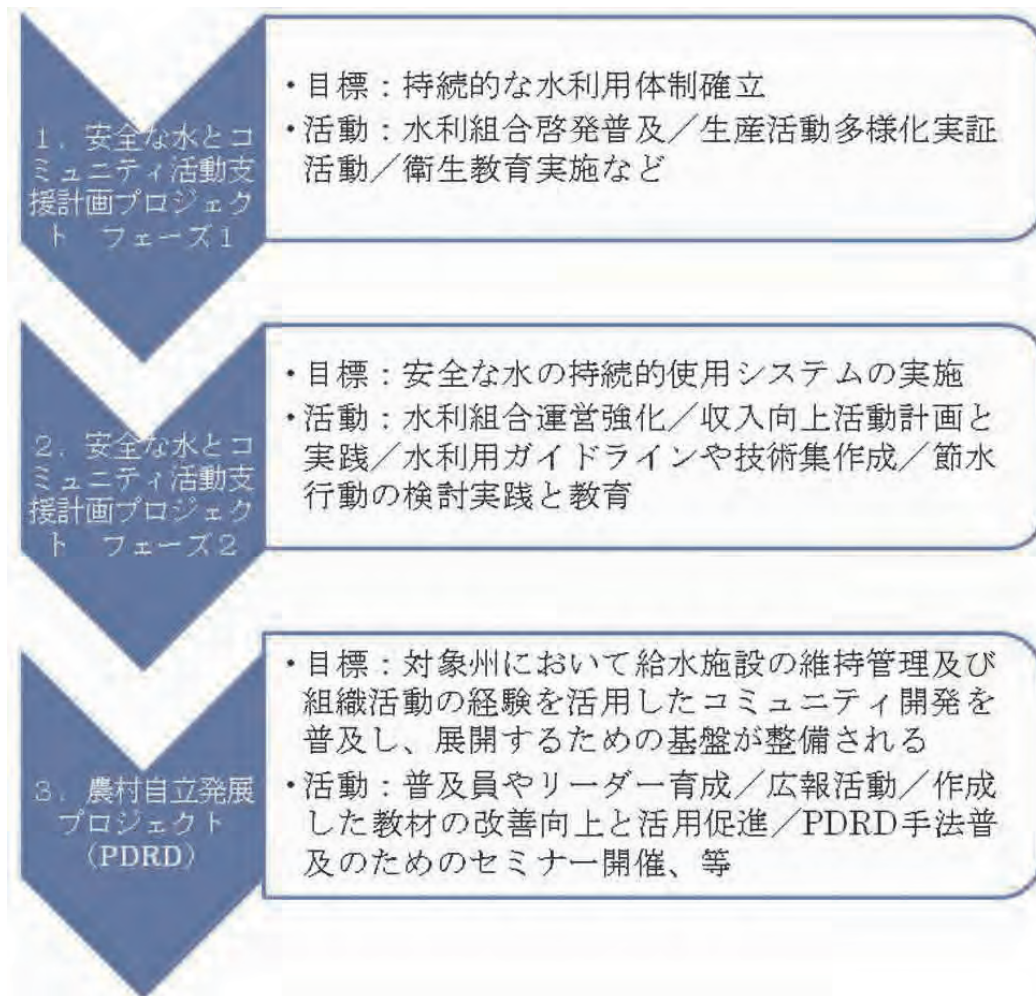 1．安全な水とコ
ミュニティ活動支
援計画プロジェク
ト　フェーズ1
・目標：持続的な水利用体制確立
・活動：水利組合啓発普及／生産活動多様化実証
活動／衛生教育実施など
2．安全な水とコ
ミュニティ活動支
援計画プロジェク
ト　フェーズ2
・目標：安全な水の持続的使用システムの実施
・活動：水利組合運営強化／収入向上活動計画と
実践／水利用ガイドラインや技術集作成／節水
行動の検討実践と教育
3．農村自立発展
プロジェクト
（PDRD）
・目標：対象州において給水施設の維持管理及び
組織活動の経験を活用したコミュニティ開発を
普及し、展開するための基盤が整備される
・活動：普及員やリーダー育成／広報活動／作成
した教材の改善向上と活用促進／PDRD手法普
及のためのセミナー開催、等